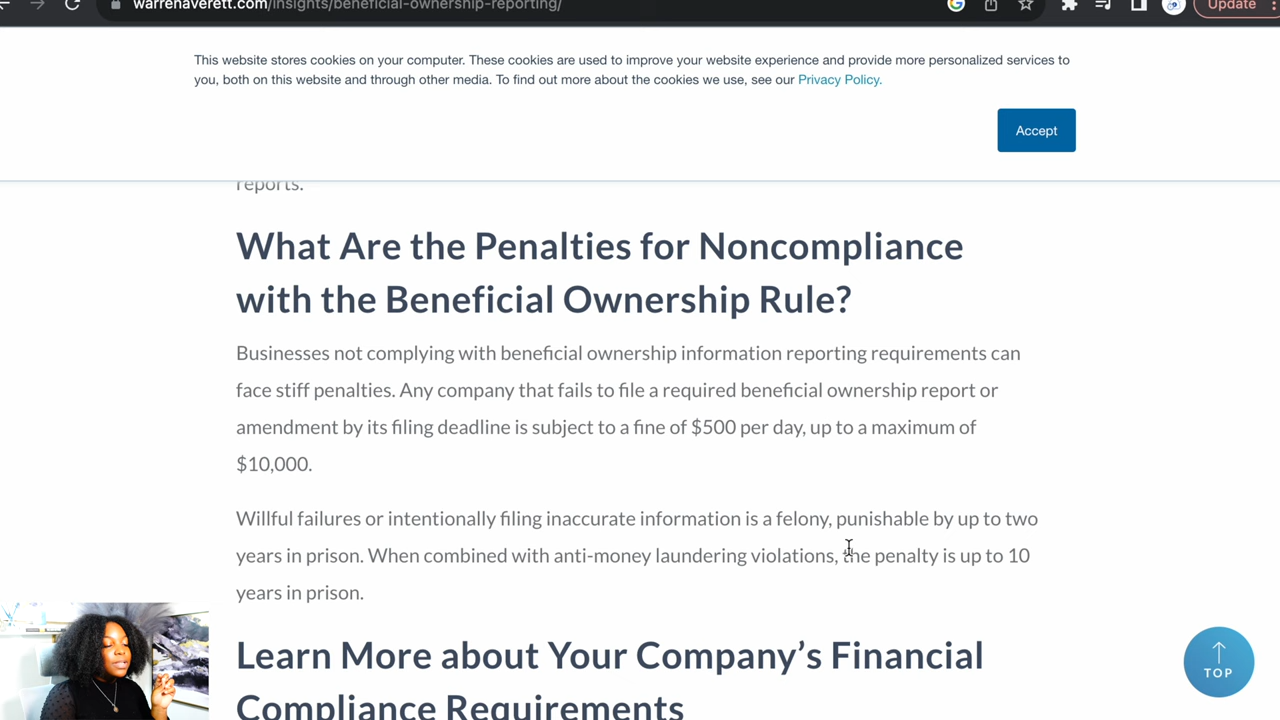 warrenaverett.com/insights/beneficial-ownership-reporting/
Update
This website stores cookies on your computer. These cookies are used to improve your website experience and provide more personalized services to
you, both on this website and through other media. To find out more about the cookies we use, see our Privacy Policy.
Accept
reports.
What Are the Penalties for Noncompliance
with the Beneficial Ownership Rule?
Businesses not complying with beneficial ownership information reporting requirements can
face stiff penalties. Any company that fails to file a required beneficial ownership report or
amendment by its filing deadline is subject to a fine of $500 per day, up to a maximum of
$10,000.
Willful failures or intentionally filing inaccurate information is a felony, punishable by up to two
years in prison. When combined with anti-money laundering violations, the penalty is up to 10
years in prison.
TOP
Learn More about Your Company’s Financial
Compliance Requirements